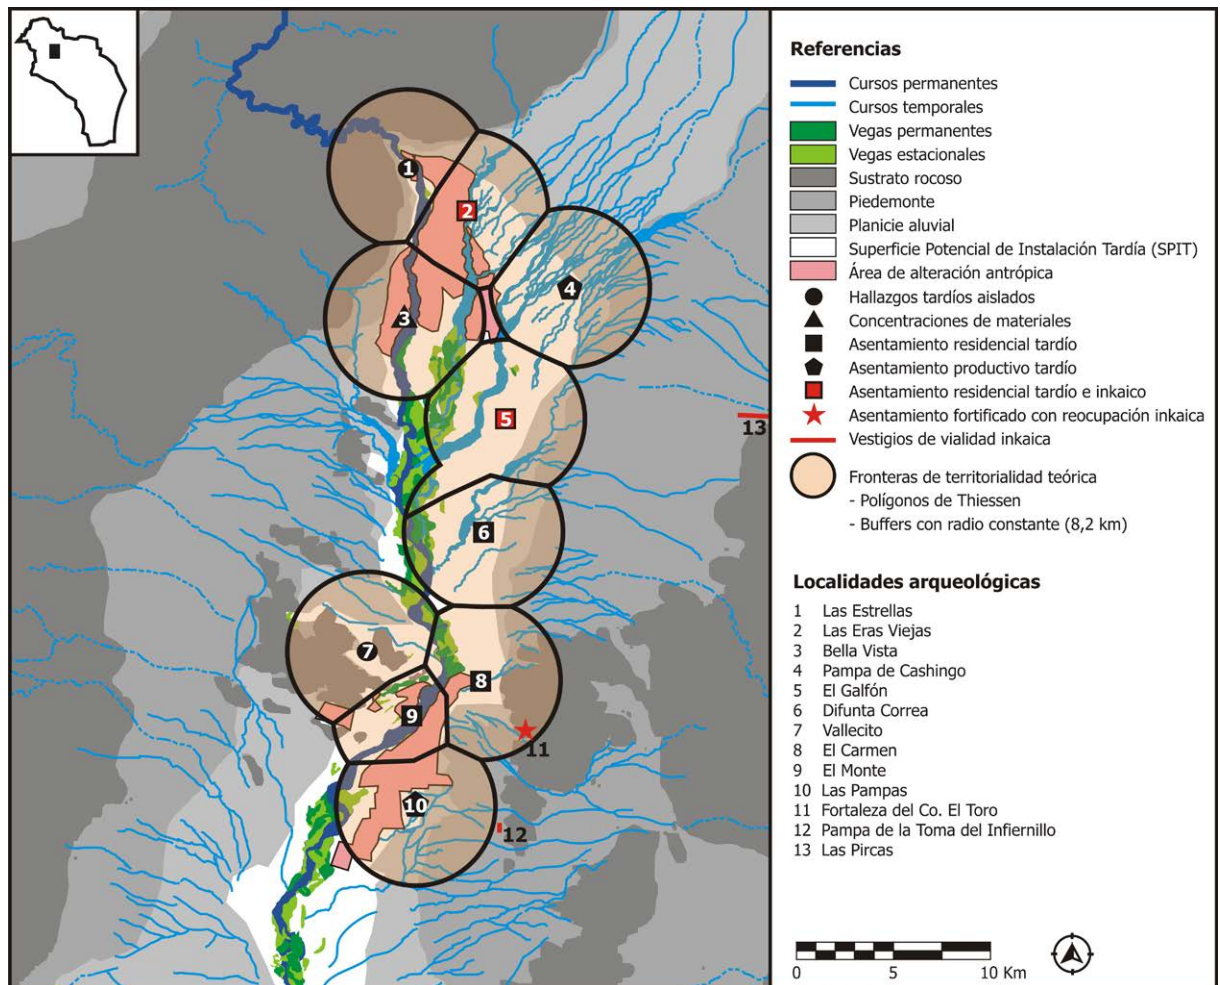 1
2
3
4
5
6
7
8
9
10
11
12
13
Referencias
Cursos permanentes
Cursos temporales
Vegas permanentes
Vegas estacionales
Sustrato rocoso
Piedemonte
Planicie aluvial
Superficie Potencial de Instalación Tardía (SPIT)
Área de alteración antrópica
Hallazgos tardíos aislados
Concentraciones de materiales
Asentamiento residencial tardío
Asentamiento productivo tardío
Asentamiento residencial tardío e inkaico
Asentamiento fortificado con reocupación inkaica
Vestigios de vialidad inkaica
Fronteras de territorialidad teórica
- Polígonos de Thiessen
- Buffers con radio constante (8,2 km)
Localidades arqueológicas
1 Las Estrellas
2 Las Eras Viejas
3 Bella Vista
4 Pampa de Cashingo
5 El Galfón
6 Difunta Correa
7 Vallecito
8 El Carmen
9 El Monte
10 Las Pampas
11 Fortaleza del Co. El Toro
12 Pampa de la Toma del Infiernillo
13 Las Pircas
0 5 10 Km